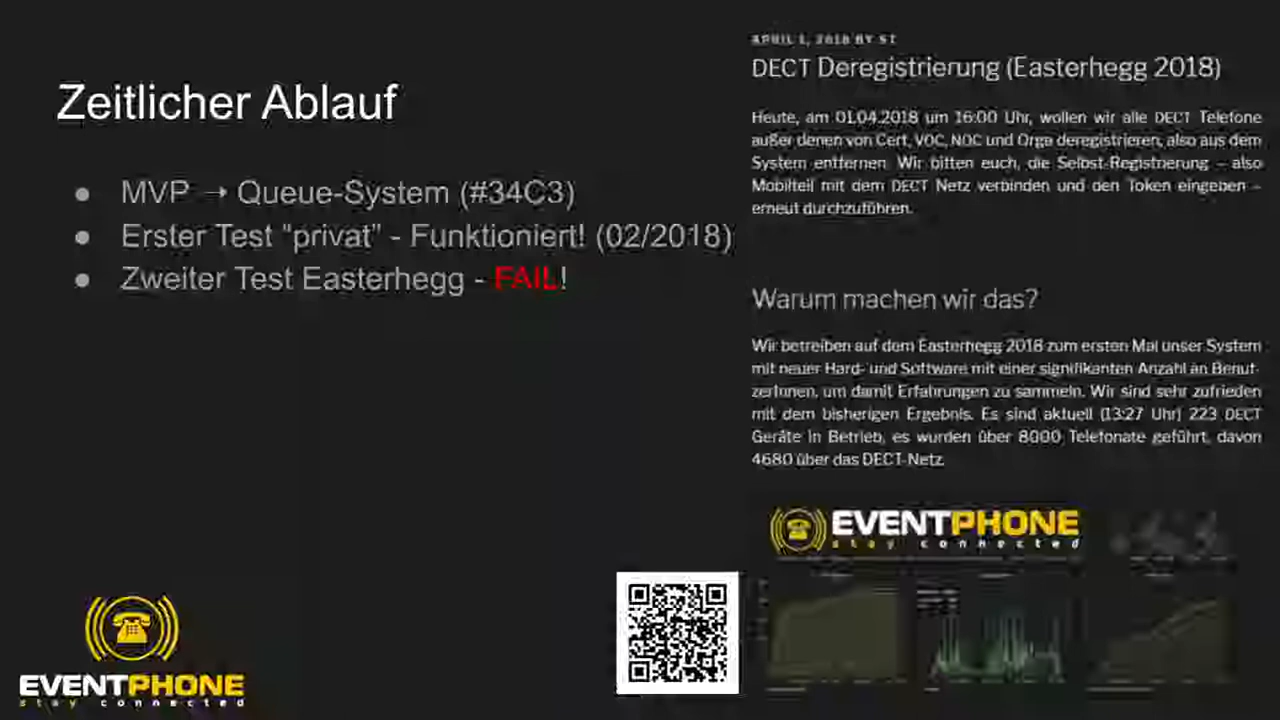 Zeitlicher Ablauf
● MVP → Queue-System (#34C3)
● Erster Test “privat” - Funktioniert! (02/2018)
● Zweiter Test Easterhegg - FAIL!
APRIL 1, 2018 BY ST
DECT Deregistrierung (Easterhegg 2018)
Heute, am 01.04.2018 um 16:00 Uhr, wollen wir alle DECT Telefone
außer denen von Cert, VOC, NOC und Orga deregistrieren, also aus dem
System entfernen. Wir bitten euch, die Selbst-Registrierung – also
Mobilteil mit dem DECT Netz verbinden und den Token eingeben –
erneut durchzuführen.
Warum machen wir das?
Wir betreiben auf dem Easterhegg 2018 zum ersten Mal unser System
mit neuer Hard- und Software mit einer signifikanten Anzahl an Benut-
zerInnen, um damit Erfahrungen zu sammeln. Wir sind sehr zufrieden
mit dem bisherigen Ergebnis. Es sind aktuell (13:27 Uhr) 223 DECT
Geräte in Betrieb, es wurden über 8000 Telefonate geführt, davon
4680 über das DECT-Netz.
EVENTPHONE
stay connected
EVENTPHONE
stay connected